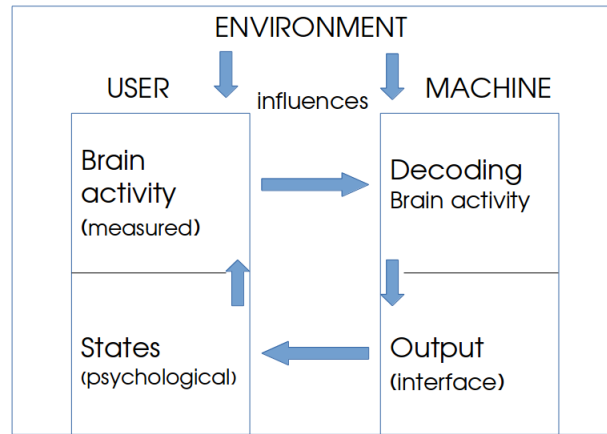 ENVIRONMENT
USER
influences
MACHINE
Brain
activity
(measured)
Decoding
Brain activity
States
(psychological)
Output
(interface)